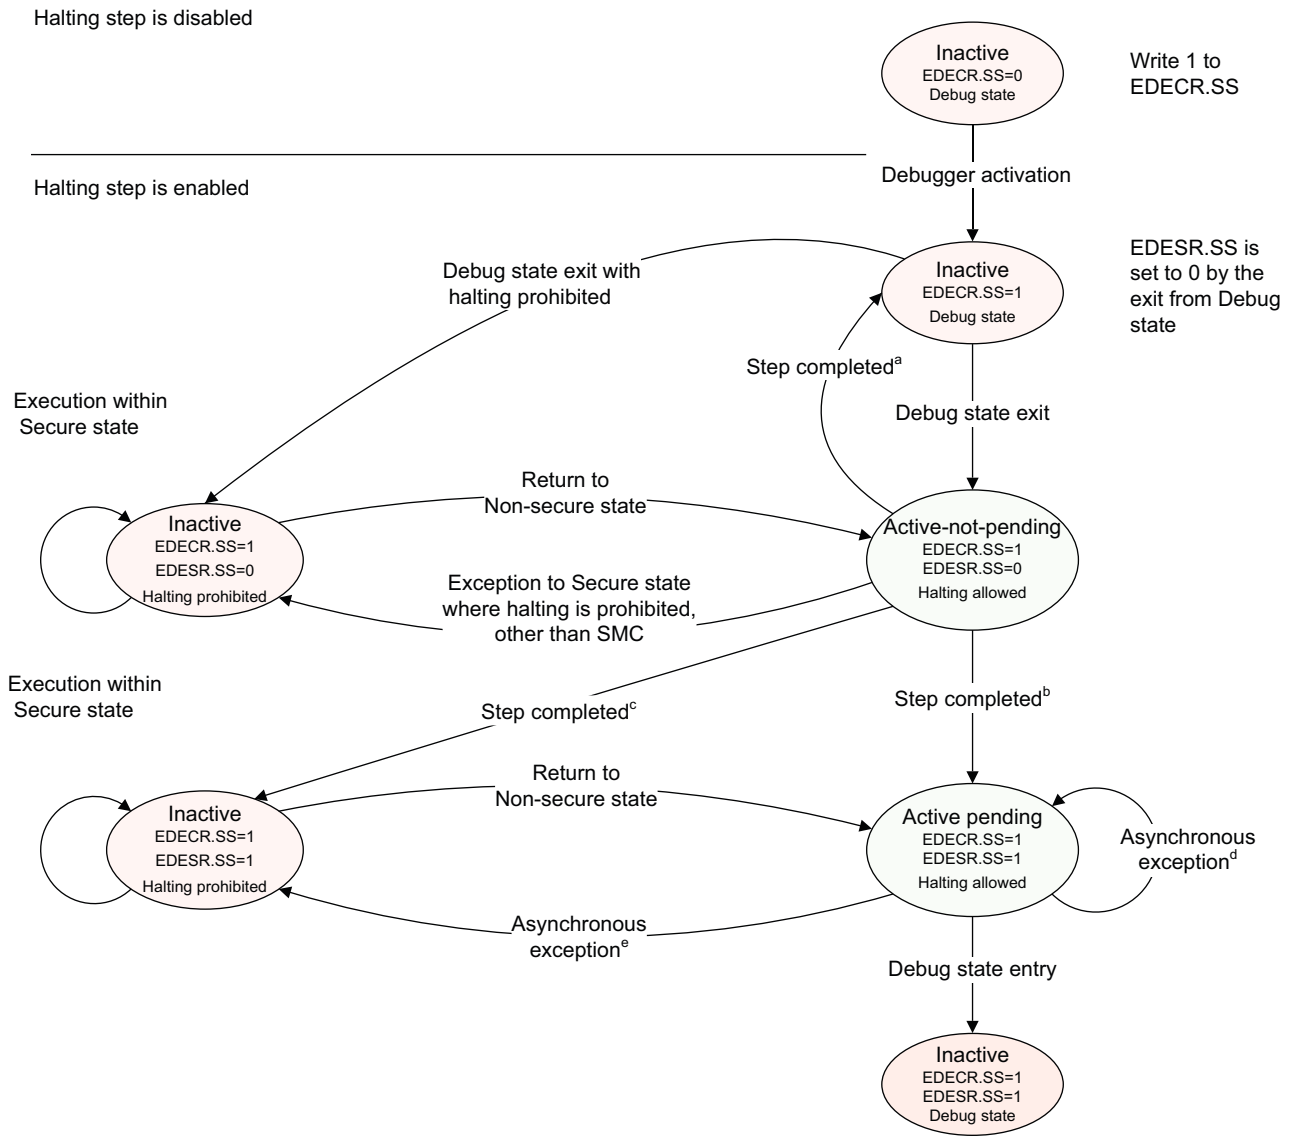 Halting step is disabled
Inactive
EDECR.SS=0
Debug state
Write 1 to
EDECR.SS
Debugger activation
Halting step is enabled
Inactive
EDECR.SS=1
Debug state
EDESR.SS is
set to 0 by the
exit from Debug
state
Debug state exit with
halting prohibited
Step completedᵃ
Debug state exit
Execution within
Secure state
Return to
Non-secure state
Inactive
EDECR.SS=1
EDESR.SS=0
Halting prohibited
Active-not-pending
EDECR.SS=1
EDESR.SS=0
Halting allowed
Exception to Secure state
where halting is prohibited,
other than SMC
Execution within
Secure state
Step completedᶜ
Step completedᵇ
Return to
Non-secure state
Inactive
EDECR.SS=1
EDESR.SS=1
Halting prohibited
Active pending
EDECR.SS=1
EDESR.SS=1
Halting allowed
Asynchronous
exceptionᵈ
Asynchronous
exceptionᵉ
Debug state entry
Inactive
EDECR.SS=1
EDESR.SS=1
Debug state